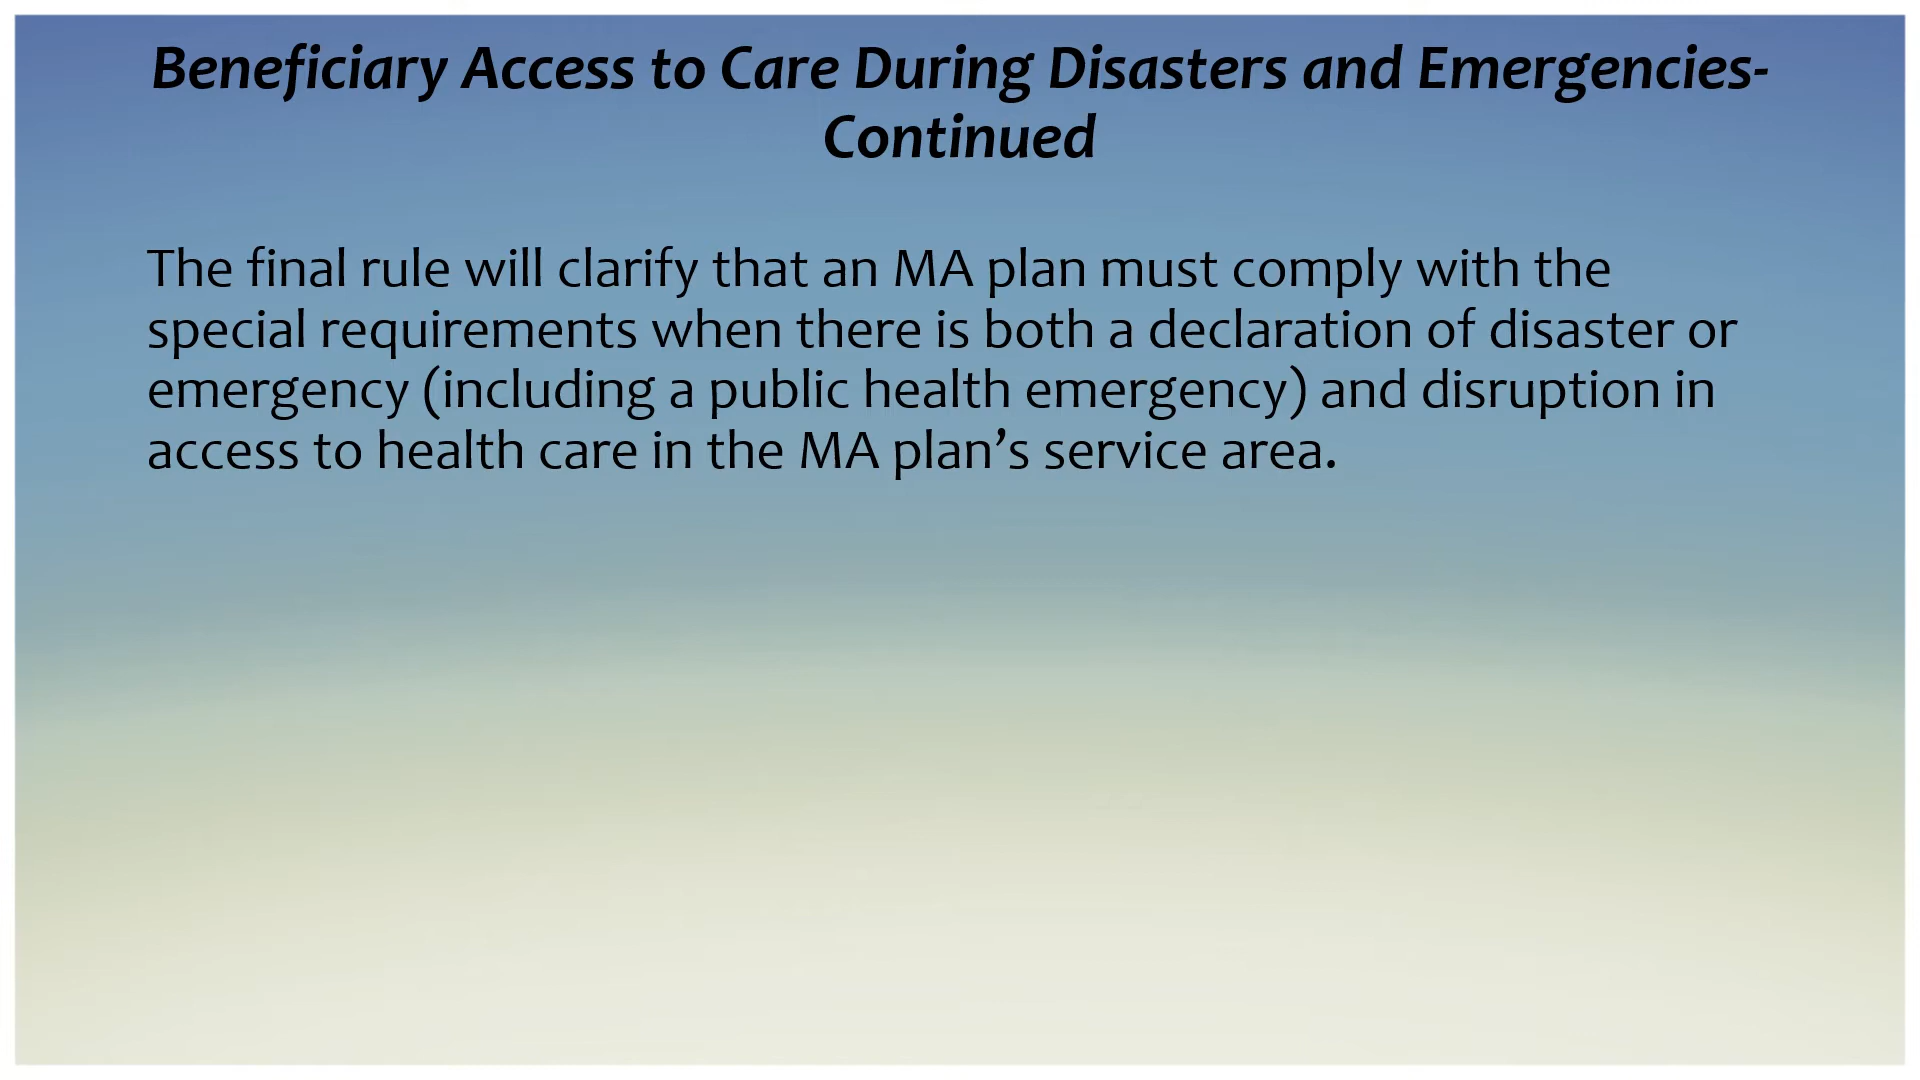 Beneficiary Access to Care During Disasters and Emergencies-
Continued
The final rule will clarify that an MA plan must comply with the
special requirements when there is both a declaration of disaster or
emergency (including a public health emergency) and disruption in
access to health care in the MA plan’s service area.